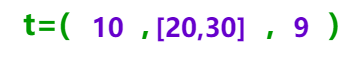 t=( 10 ,[20,30] , 9 )